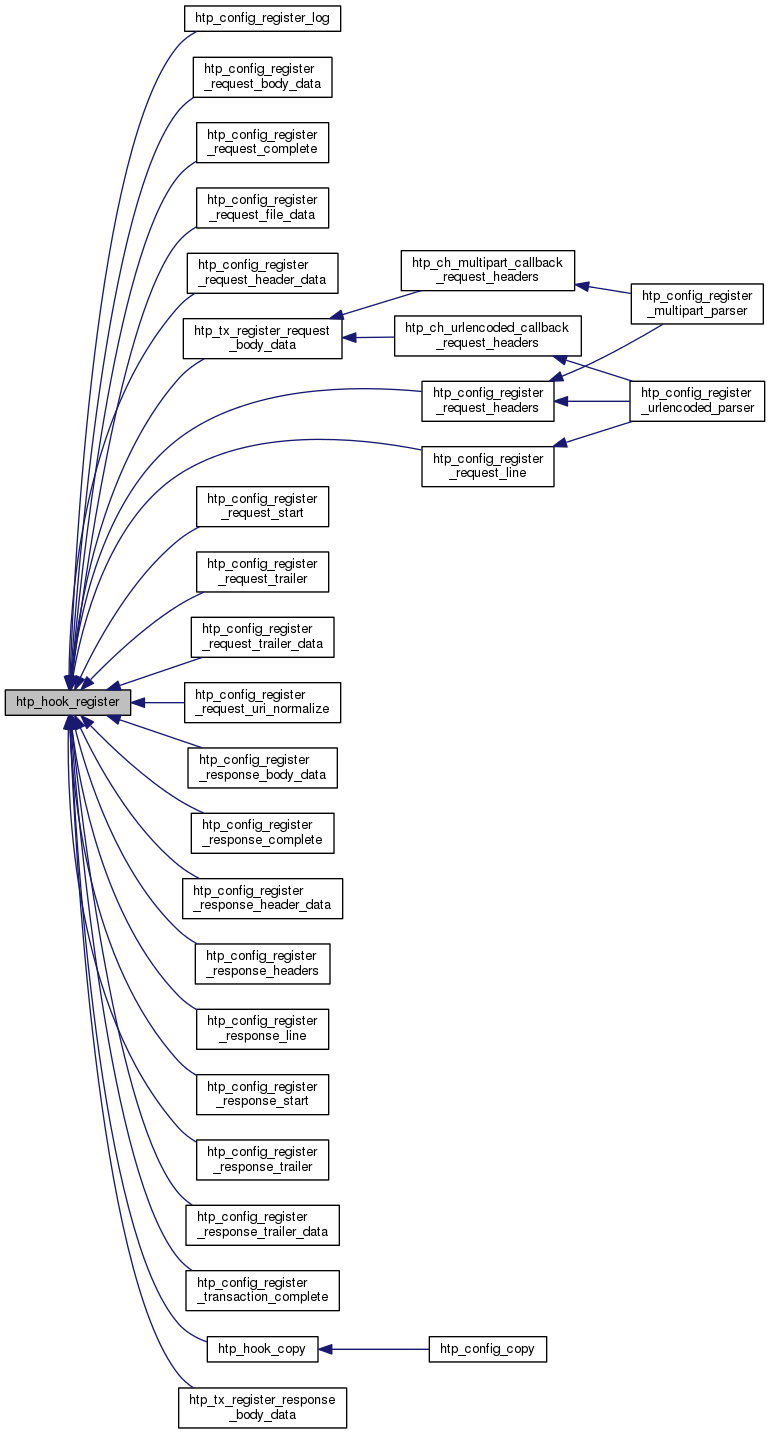 htp_config_register_log
htp_config_register
_request_body_data
htp_config_register
_request_complete
htp_config_register
_request_file_data
htp_config_register
_request_header_data
htp_ch_multipart_callback
_request_headers
htp_config_register
_multipart_parser
htp_tx_register_request
_body_data
htp_ch_urlencoded_callback
_request_headers
htp_config_register
_request_headers
htp_config_register
_urlencoded_parser
htp_config_register
_request_line
htp_config_register
_request_start
htp_config_register
_request_trailer
htp_config_register
_request_trailer_data
htp_hook_register
htp_config_register
_request_uri_normalize
htp_config_register
_response_body_data
htp_config_register
_response_complete
htp_config_register
_response_header_data
htp_config_register
_response_headers
htp_config_register
_response_line
htp_config_register
_response_start
htp_config_register
_response_trailer
htp_config_register
_response_trailer_data
htp_config_register
_transaction_complete
htp_hook_copy
htp_config_copy
htp_tx_register_response
_body_data